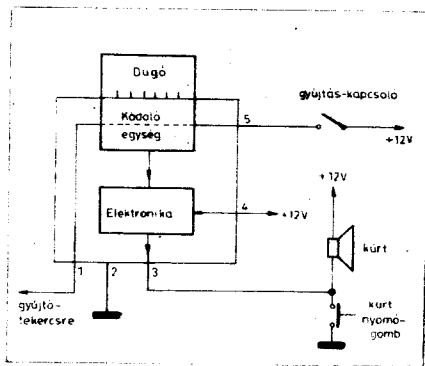 Dugó
Kódoló
egység
5
gyújtás-kapcsoló
+12V
Elektronika
4
+12V
+12V
kürt
1
2
3
gyújtó-
tekercsre
kürt
nyomó-
gomb